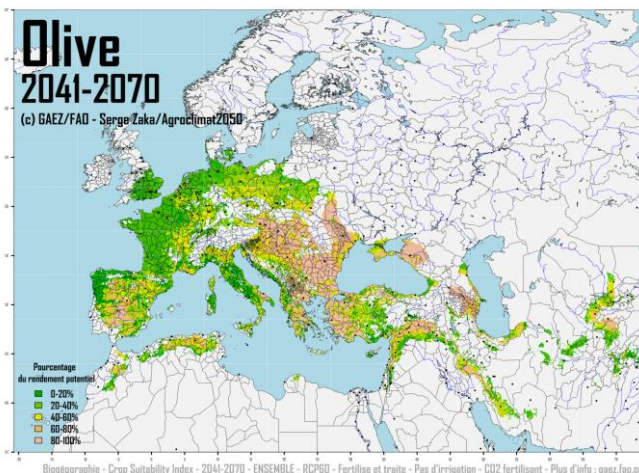 Olive
2041-2070
(c) GAEZ/FAO - Serge Zaka/Agroclimat2050
Pourcentage
du rendement potentiel
0-20%
20-40%
40-60%
60-80%
80-100%
Biogéographie - Crop Suitability Index - 2041-2070 - ENSEMBLE - RCP60 - Fertilise et traite - Pas d'irrigation - CO2 fertilisant - Plus d'info : gaez.fao.org